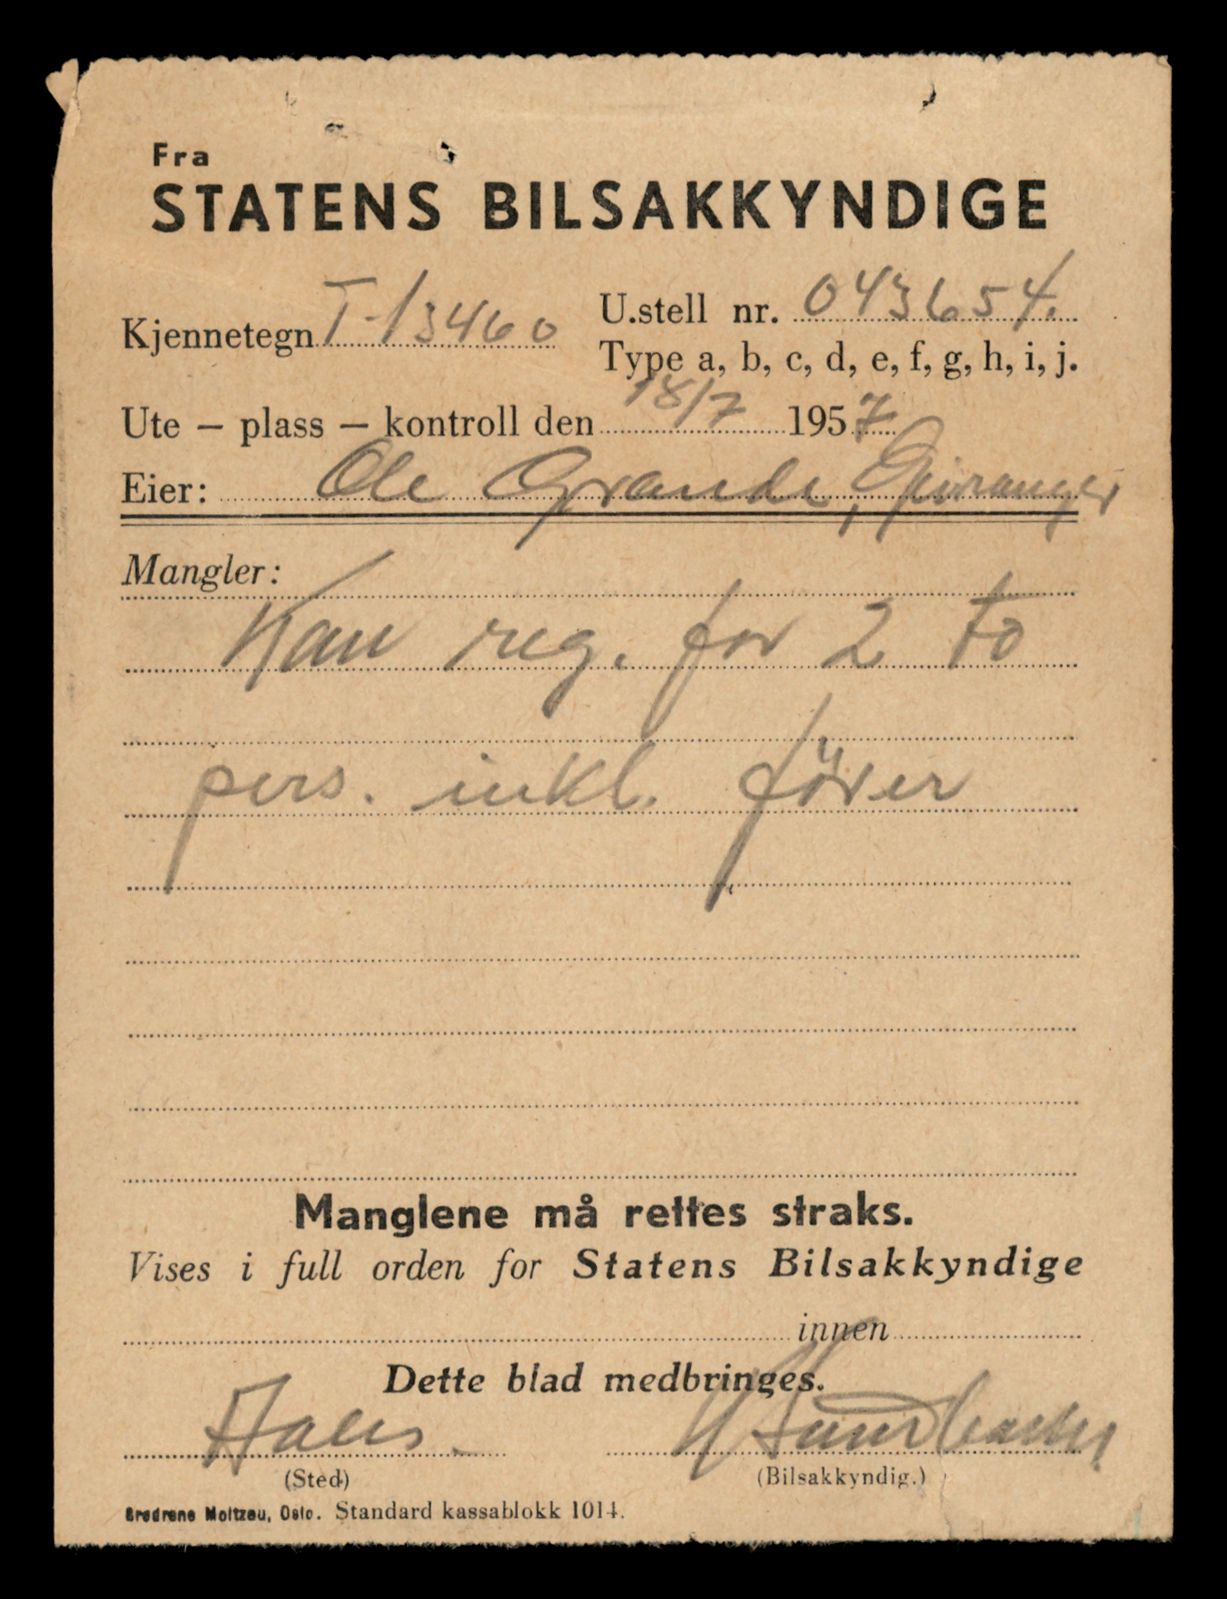 Fra
STATENS BILSAKKYNDIGE
Kjennetegn T-13460
U.stell nr. 043654.
Type a, b, c, d, e, f, g, h, i, j.
Ute – plass – kontroll den 18/7 1957
Eier: Ole Grande, Geiranger
Mangler:
Kan reg. for 2 to
pers. inkl. förer
Manglene må rettes straks.
Vises i full orden for Statens Bilsakkyndige
innen
Dette blad medbringes.
(Sted)
(Bilsakkyndig.)
Brødrene Moltzau, Oslo. Standard kassablokk 1014.